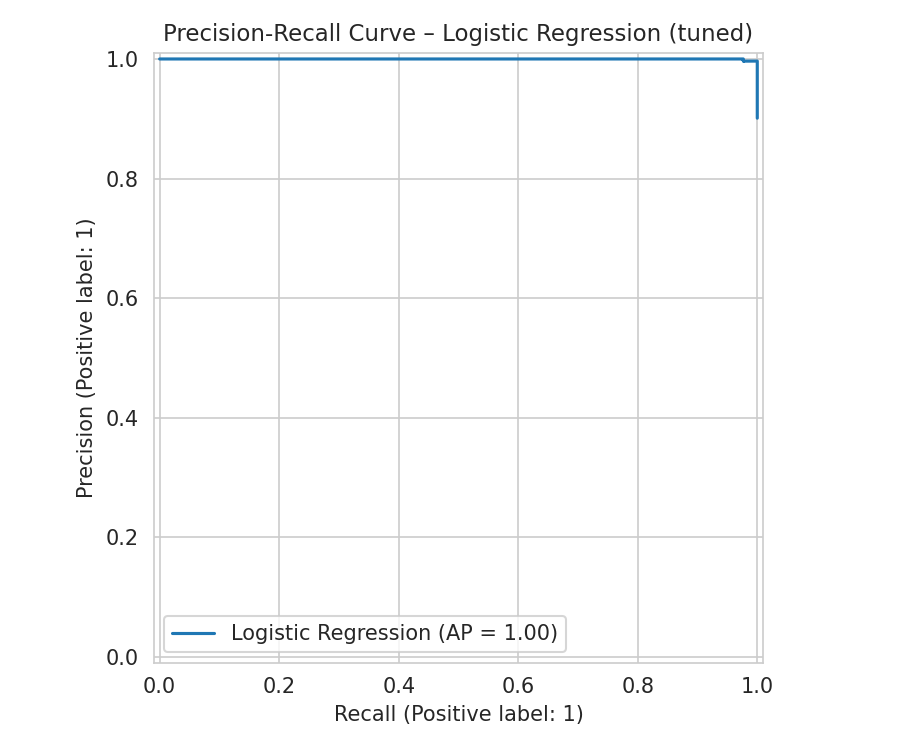 Precision-Recall Curve – Logistic Regression (tuned)
1.0
0.8
0.6
0.4
0.2
0.0
Precision (Positive label: 1)
Logistic Regression (AP = 1.00)
0.0 0.2 0.4 0.6 0.8 1.0
Recall (Positive label: 1)